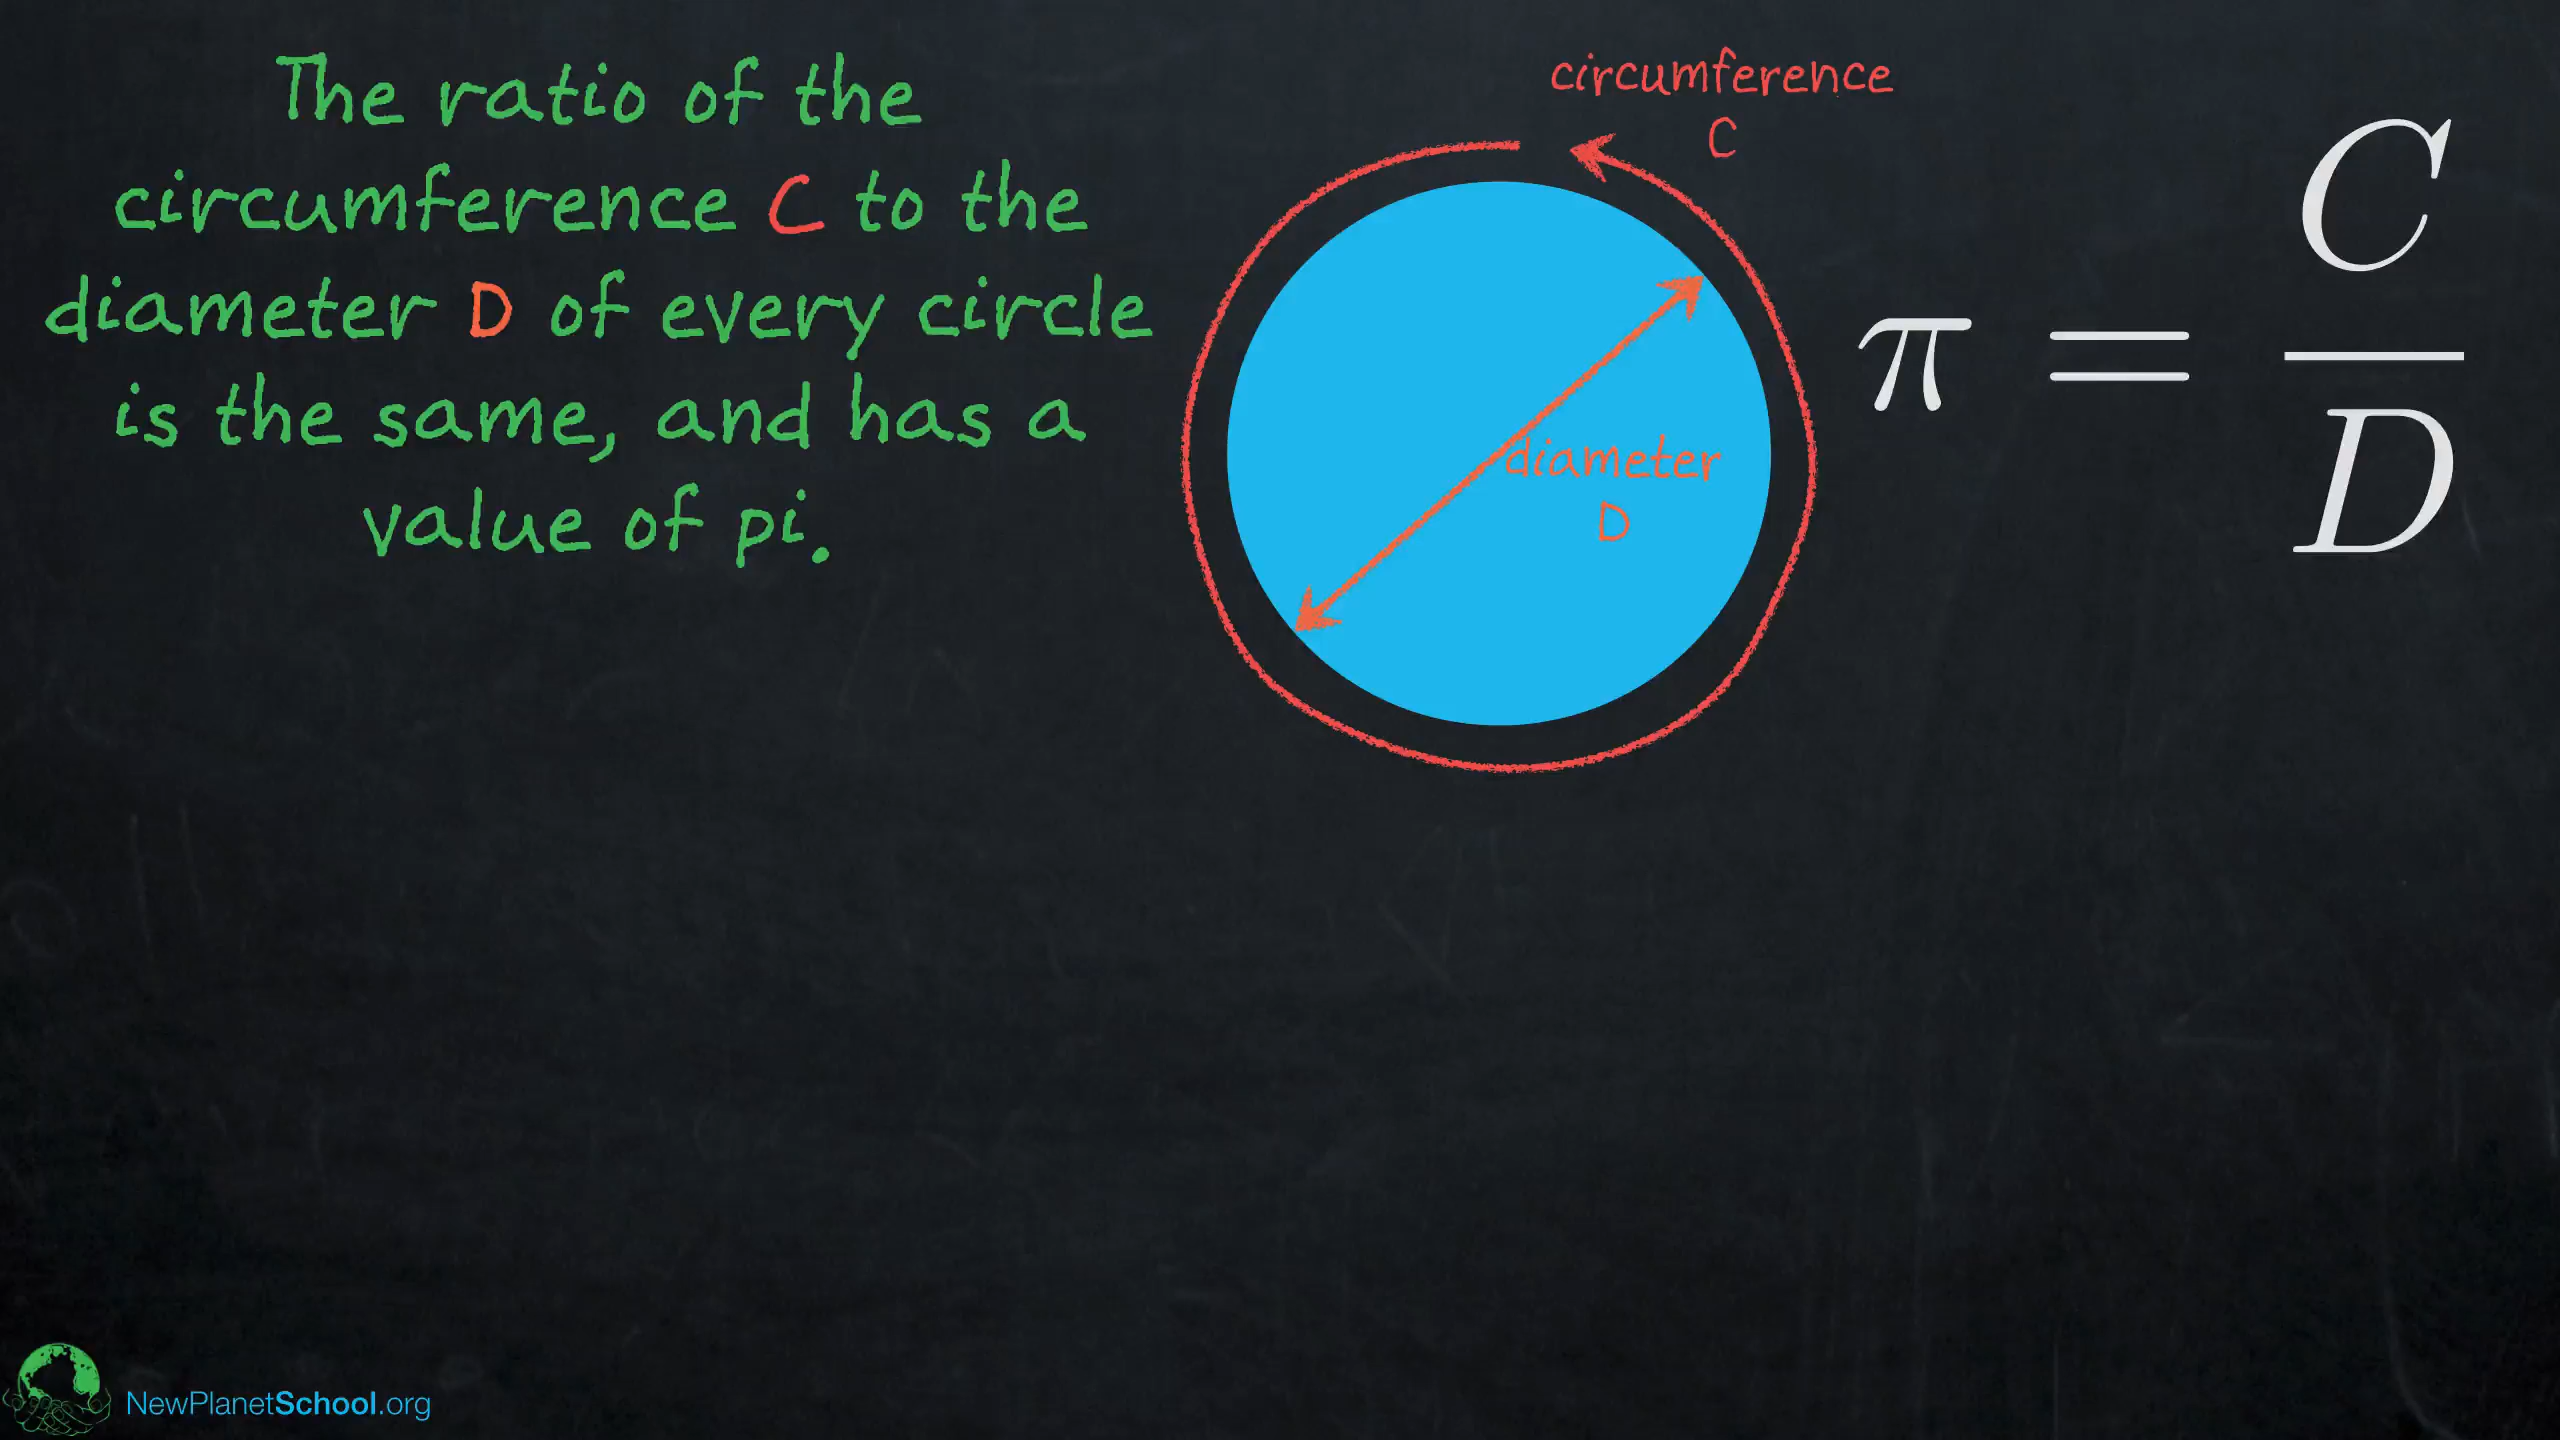 The ratio of the
circumference C to the
diameter D of every circle
is the same, and has a
value of pi.
circumference
C
diameter
D
π = C/D
NewPlanetSchool.org